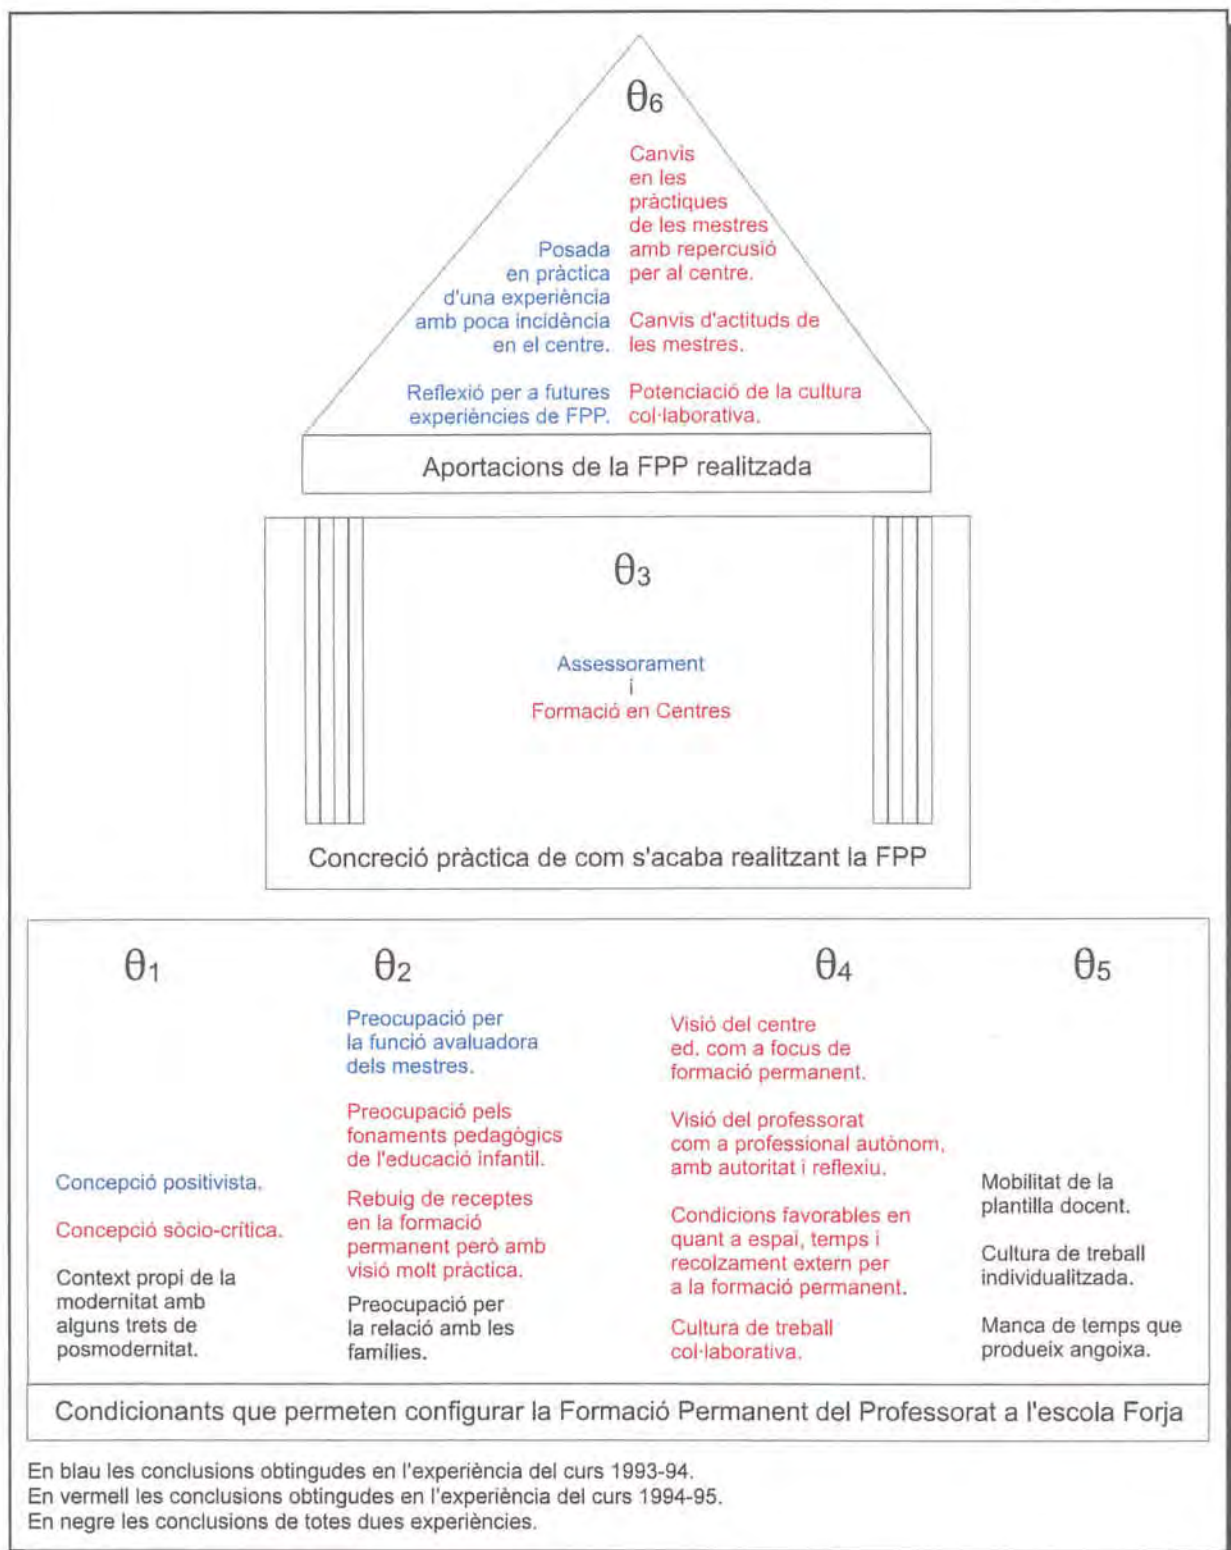 θ6
Canvis
en les
pràctiques
de les mestres
amb repercusió
per al centre.
Canvis d'actituds de
les mestres.
Potenciació de la cultura
col·laborativa.
Posada
en pràctica
d'una experiència
amb poca incidència
en el centre.
Reflexió per a futures
experiències de FPP.
Aportacions de la FPP realitzada
θ3
Assessorament
i
Formació en Centres
Concreció pràctica de com s'acaba realitzant la FPP
θ1
Concepció positivista.
Concepció sòcio-crítica.
Context propi de la
modernitat amb
alguns trets de
posmodernitat.
θ2
Preocupació per
la funció avaluadora
dels mestres.
Preocupació pels
fonaments pedagògics
de l'educació infantil.
Rebuig de receptes
en la formació
permanent però amb
visió molt pràctica.
Preocupació per
la relació amb les
famílies.
θ4
Visió del centre
ed. com a focus de
formació permanent.
Visió del professorat
com a professional autònom,
amb autoritat i reflexiu.
Condicions favorables en
quant a espai, temps i
recolzament extern per
a la formació permanent.
Cultura de treball
col·laborativa.
θ5
Mobilitat de la
plantilla docent.
Cultura de treball
individualitzada.
Manca de temps que
produeix angoixa.
Condicionants que permeten configurar la Formació Permanent del Professorat a l'escola Forja
En blau les conclusions obtingudes en l'experiència del curs 1993-94.
En vermell les conclusions obtingudes en l'experiència del curs 1994-95.
En negre les conclusions de totes dues experiències.